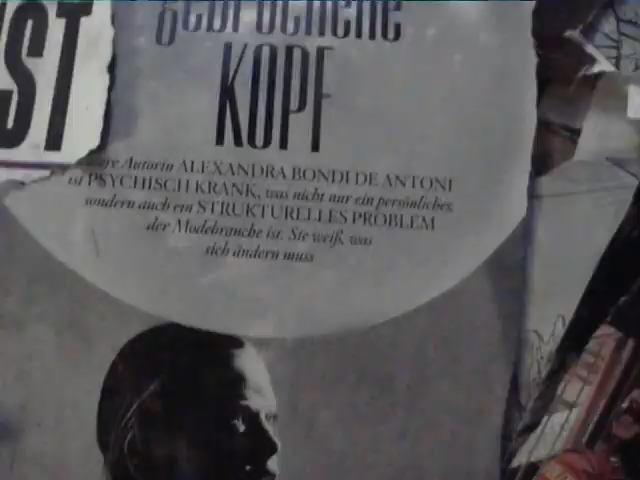 ST
gebrochene
KOPF
Autorin ALEXANDRA BONDI DE ANTONI
ist PSYCHISCH KRANK, was nicht nur ein persönliches,
sondern auch ein STRUKTURELLES PROBLEM
der Modebranche ist. Sie weiß, was
sich ändern muss